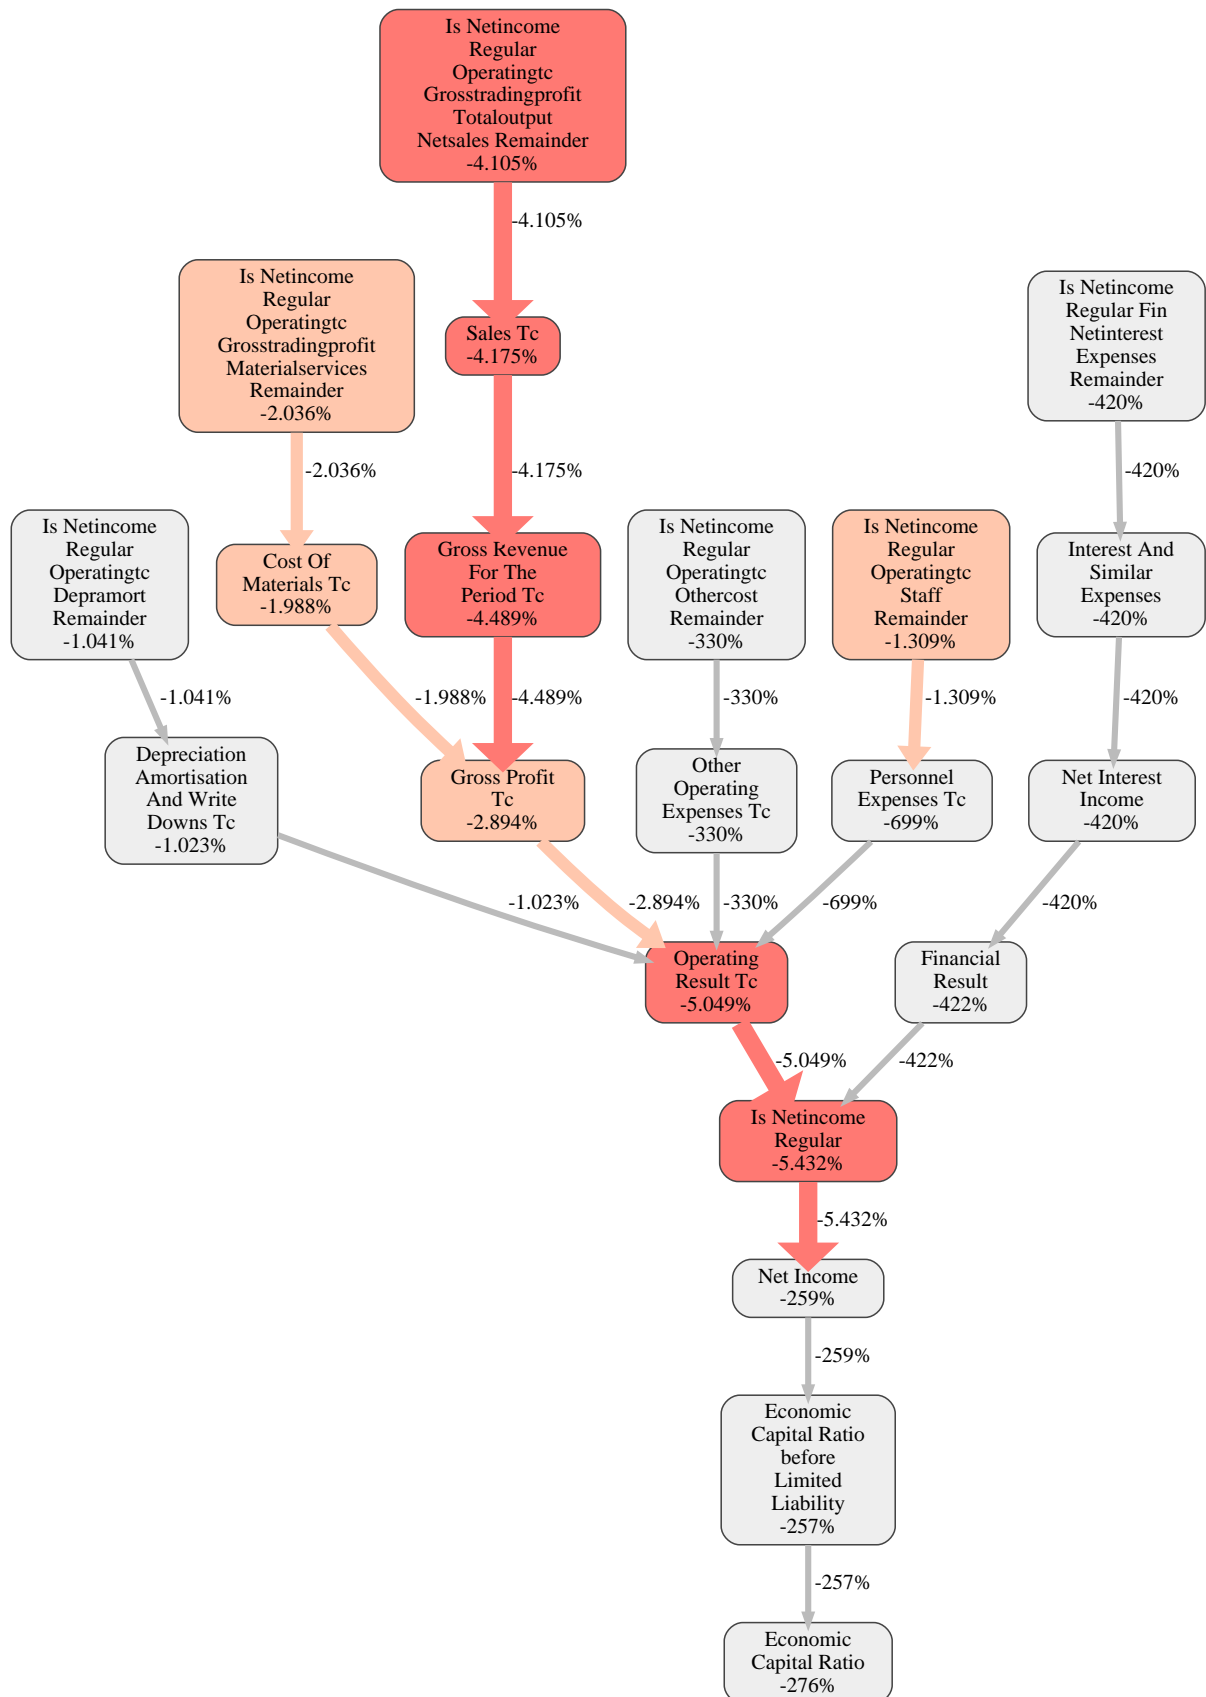 Is Netincome
Regular
Operatingtc
Grosstradingprofit
Totaloutput
Netsales Remainder
-4.105%
-4.105%
Is Netincome
Regular
Operatingtc
Grosstradingprofit
Materialservices
Remainder
-2.036%
Is Netincome
Regular Fin
Netinterest
Expenses
Remainder
-420%
Sales Tc
-4.175%
-2.036%
-4.175%
-420%
Is Netincome
Regular
Operatingtc
Depramort
Remainder
-1.041%
Cost Of
Materials Tc
-1.988%
Gross Revenue
For The
Period Tc
-4.489%
Is Netincome
Regular
Operatingtc
Othercost
Remainder
-330%
Is Netincome
Regular
Operatingtc
Staff
Remainder
-1.309%
Interest And
Similar
Expenses
-420%
-1.041%
-1.988%
-4.489%
-330%
-1.309%
-420%
Depreciation
Amortisation
And Write
Downs Tc
-1.023%
Gross Profit
Tc
-2.894%
Other
Operating
Expenses Tc
-330%
Personnel
Expenses Tc
-699%
Net Interest
Income
-420%
-1.023%
-2.894%
-330%
-699%
-420%
Operating
Result Tc
-5.049%
Financial
Result
-422%
-5.049%
-422%
Is Netincome
Regular
-5.432%
-5.432%
Net Income
-259%
-259%
Economic
Capital Ratio
before
Limited
Liability
-257%
-257%
Economic
Capital Ratio
-276%